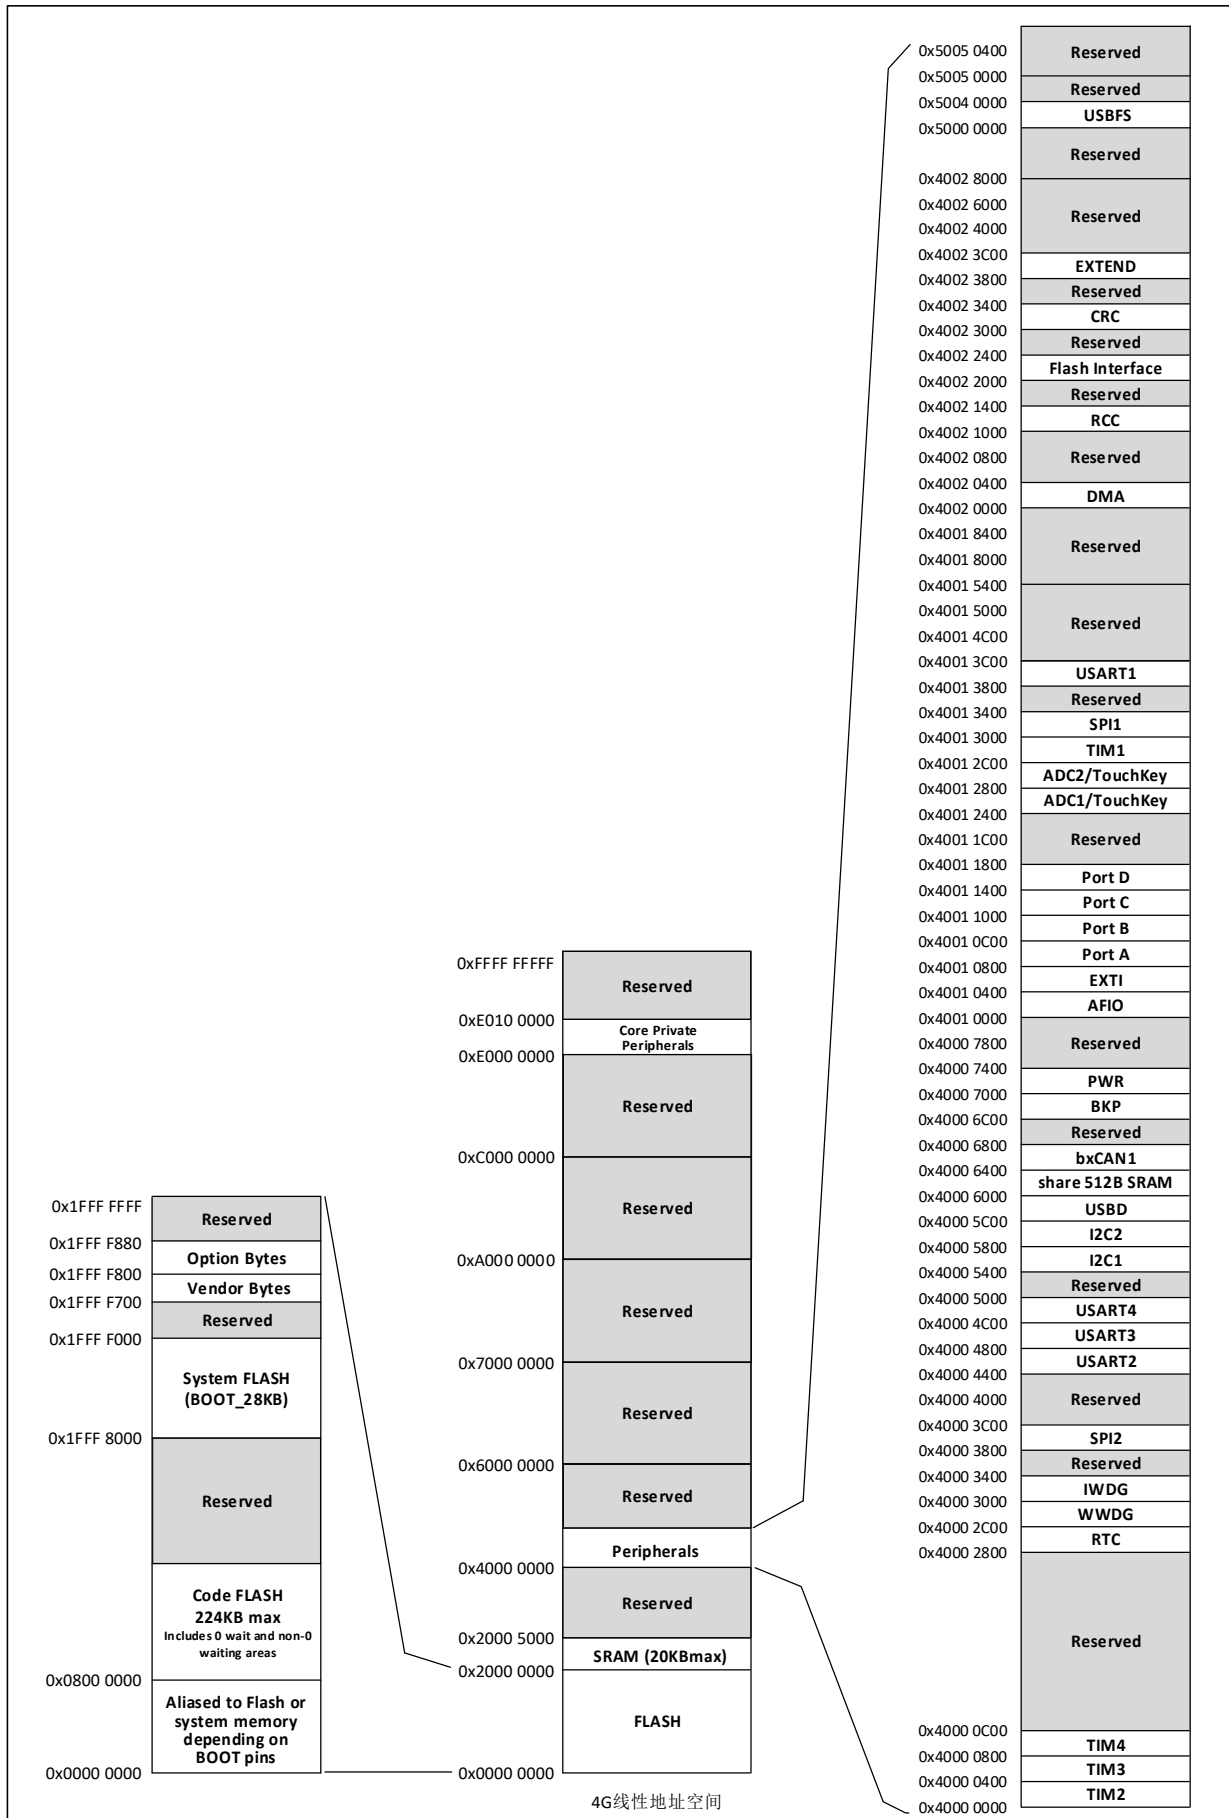 0x1FFF FFFF
Reserved
0x1FFF F880
Option Bytes
0x1FFF F800
Vendor Bytes
0x1FFF F700
Reserved
0x1FFF F000
System FLASH
(BOOT_28KB)
0x1FFF 8000
Reserved
Code FLASH
224KB max
Includes 0 wait and non-0
waiting areas
0x0800 0000
Aliased to Flash or
system memory
depending on
BOOT pins
0x0000 0000
0xFFFF FFFFF
Reserved
0xE010 0000
Core Private
Peripherals
0xE000 0000
Reserved
0xC000 0000
Reserved
0xA000 0000
Reserved
0x7000 0000
Reserved
0x6000 0000
Reserved
Peripherals
0x4000 0000
Reserved
0x2000 5000
SRAM (20KBmax)
0x2000 0000
FLASH
0x0000 0000
4G线性地址空间
0x5005 0400
Reserved
0x5005 0000
Reserved
0x5004 0000
USBFS
0x5000 0000
Reserved
0x4002 8000
0x4002 6000
Reserved
0x4002 4000
0x4002 3C00
EXTEND
0x4002 3800
Reserved
0x4002 3400
CRC
0x4002 3000
Reserved
0x4002 2400
Flash Interface
0x4002 2000
Reserved
0x4002 1400
RCC
0x4002 1000
0x4002 0800
Reserved
0x4002 0400
DMA
0x4002 0000
0x4001 8400
Reserved
0x4001 8000
0x4001 5400
0x4001 5000
Reserved
0x4001 4C00
0x4001 3C00
USART1
0x4001 3800
Reserved
0x4001 3400
SPI1
0x4001 3000
TIM1
0x4001 2C00
ADC2/TouchKey
0x4001 2800
ADC1/TouchKey
0x4001 2400
0x4001 1C00
Reserved
0x4001 1800
Port D
0x4001 1400
Port C
0x4001 1000
Port B
0x4001 0C00
Port A
0x4001 0800
EXTI
0x4001 0400
AFIO
0x4001 0000
0x4000 7800
Reserved
0x4000 7400
PWR
0x4000 7000
BKP
0x4000 6C00
Reserved
0x4000 6800
bxCAN1
0x4000 6400
share 512B SRAM
0x4000 6000
USBD
0x4000 5C00
I2C2
0x4000 5800
I2C1
0x4000 5400
Reserved
0x4000 5000
USART4
0x4000 4C00
USART3
0x4000 4800
USART2
0x4000 4400
0x4000 4000
Reserved
0x4000 3C00
SPI2
0x4000 3800
Reserved
0x4000 3400
IWDG
0x4000 3000
WWDG
0x4000 2C00
RTC
0x4000 2800
Reserved
0x4000 0C00
TIM4
0x4000 0800
TIM3
0x4000 0400
TIM2
0x4000 0000